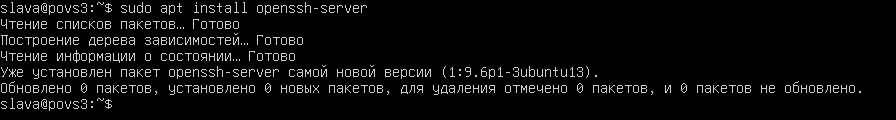 slava@povs3:~$ sudo apt install openssh-server
Чтение списков пакетов… Готово
Построение дерева зависимостей… Готово
Чтение информации о состоянии… Готово
Уже установлен пакет openssh-server самой новой версии (1:9.6p1-3ubuntu13).
Обновлено 0 пакетов, установлено 0 новых пакетов, для удаления отмечено 0 пакетов, и 0 пакетов не обновлено.
slava@povs3:~$